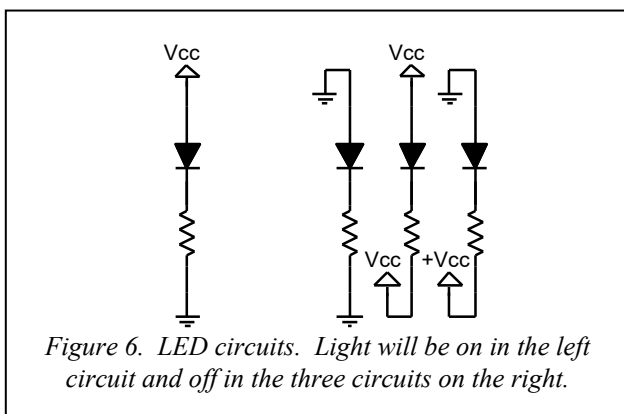 Vcc
Vcc
Vcc
+Vcc
Figure 6. LED circuits. Light will be on in the left
circuit and off in the three circuits on the right.